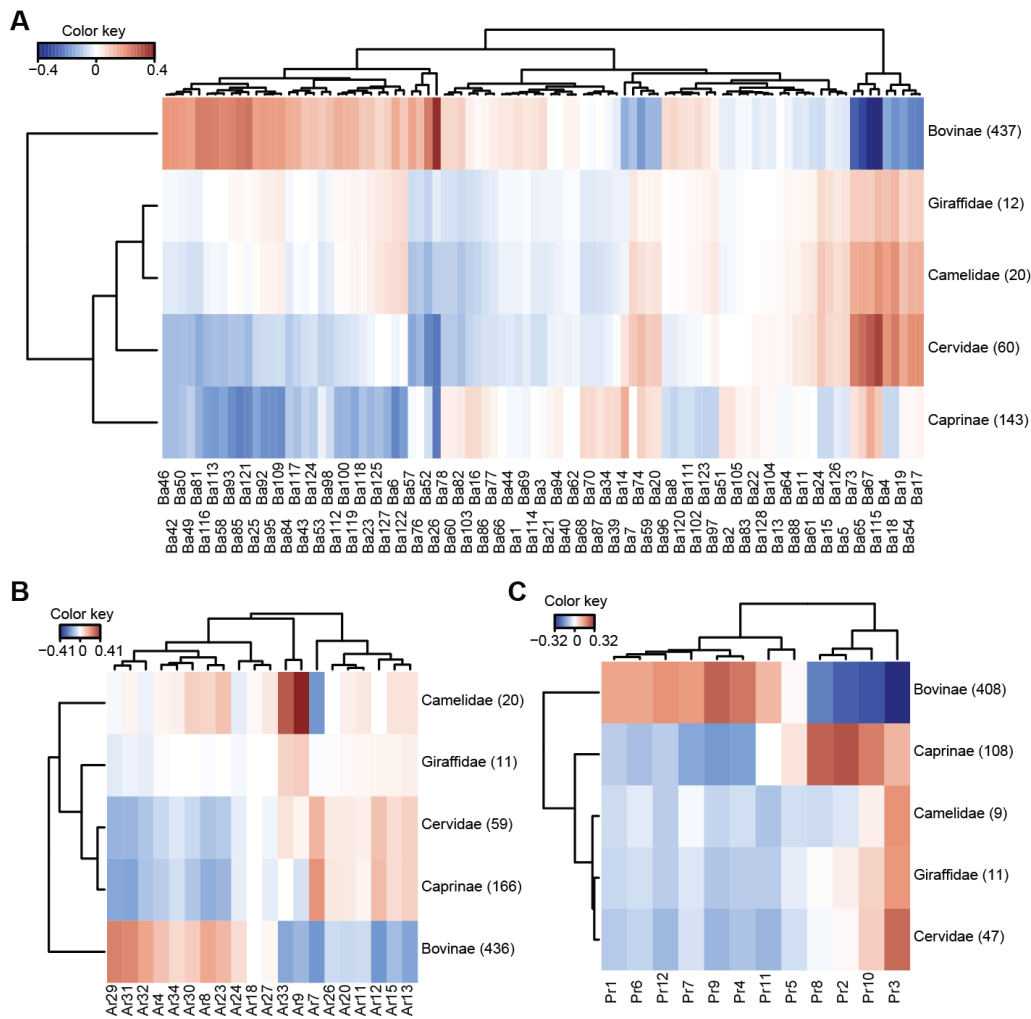 A
Color key
−0.4 0 0.4
Bovinae (437)
Giraffidae (12)
Camelidae (20)
Cervidae (60)
Caprinae (143)
Ba46 Ba50 Ba81 Ba113 Ba93 Ba121 Ba92 Ba109 Ba117 Ba124 Ba98 Ba100 Ba118 Ba125 Ba6 Ba57 Ba52 Ba78 Ba82 Ba16 Ba77 Ba44 Ba69 Ba3 Ba94 Ba62 Ba70 Ba34 Ba14 Ba74 Ba20 Ba8 Ba111 Ba123 Ba51 Ba105 Ba22 Ba104 Ba64 Ba11 Ba24 Ba126 Ba73 Ba67 Ba4 Ba19 Ba17
Ba42 Ba49 Ba116 Ba58 Ba85 Ba25 Ba95 Ba84 Ba43 Ba53 Ba112 Ba119 Ba23 Ba127 Ba122 Ba76 Ba26 Ba60 Ba103 Ba86 Ba66 Ba1 Ba114 Ba21 Ba40 Ba68 Ba87 Ba39 Ba7 Ba59 Ba96 Ba120 Ba102 Ba97 Ba2 Ba83 Ba128 Ba13 Ba88 Ba61 Ba15 Ba5 Ba65 Ba115 Ba18 Ba54
B
Color key
−0.41 0 0.41
Camelidae (20)
Giraffidae (11)
Cervidae (59)
Caprinae (166)
Bovinae (436)
Ar29 Ar31 Ar32 Ar4 Ar34 Ar30 Ar8 Ar23 Ar24 Ar18 Ar27 Ar33 Ar9 Ar7 Ar26 Ar20 Ar11 Ar12 Ar15 Ar13
C
Color key
−0.32 0 0.32
Bovinae (408)
Caprinae (108)
Camelidae (9)
Giraffidae (11)
Cervidae (47)
Pr1 Pr6 Pr12 Pr7 Pr9 Pr4 Pr11 Pr5 Pr8 Pr2 Pr10 Pr3